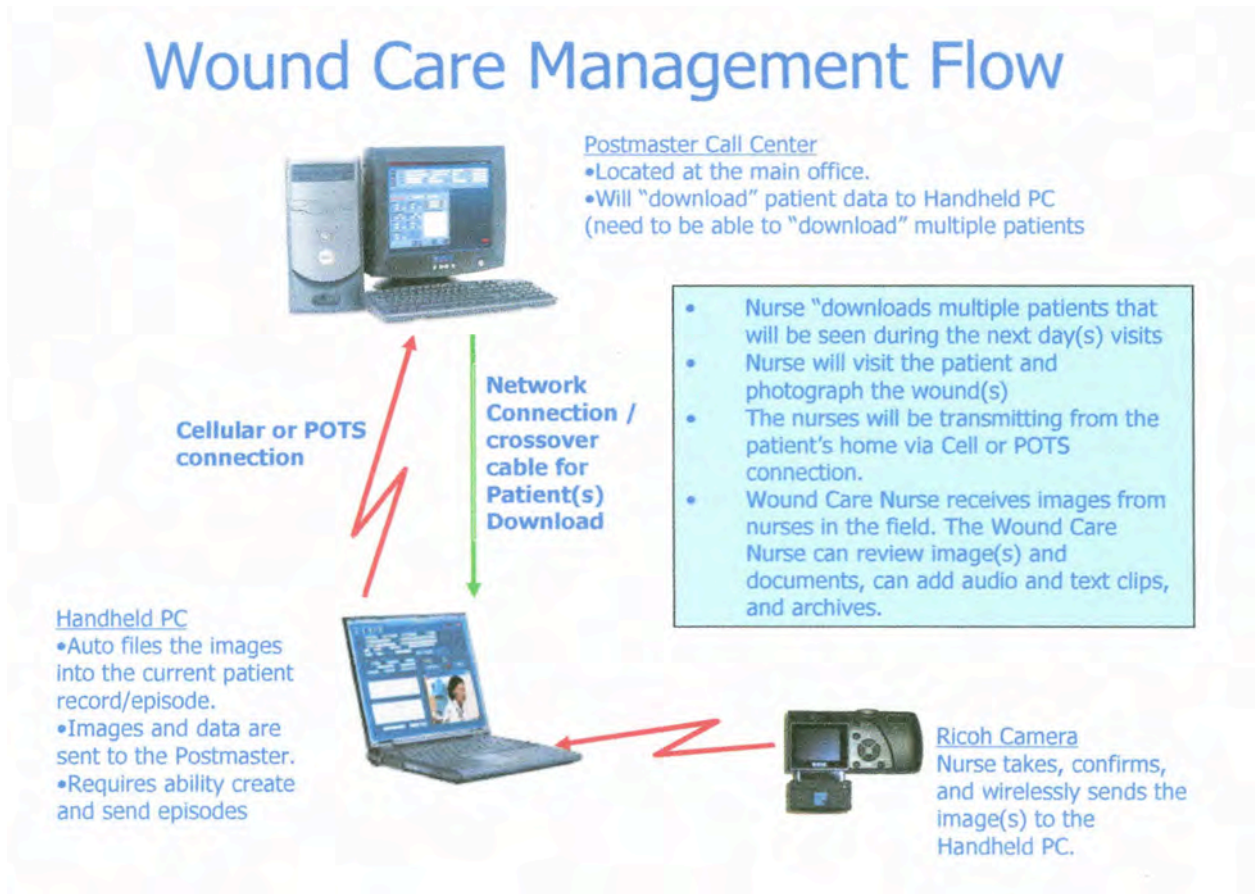 Wound Care Management Flow
Postmaster Call Center
•Located at the main office.
•Will “download” patient data to Handheld PC
(need to be able to “download” multiple patients
• Nurse “downloads multiple patients that
will be seen during the next day(s) visits
• Nurse will visit the patient and
photograph the wound(s)
• The nurses will be transmitting from the
patient’s home via Cell or POTS
connection.
• Wound Care Nurse receives images from
nurses in the field. The Wound Care
Nurse can review image(s) and
documents, can add audio and text clips,
and archives.
Cellular or POTS
connection
Network
Connection /
crossover
cable for
Patient(s)
Download
Handheld PC
•Auto files the images
into the current patient
record/episode.
•Images and data are
sent to the Postmaster.
•Requires ability create
and send episodes
Ricoh Camera
Nurse takes, confirms,
and wirelessly sends the
image(s) to the
Handheld PC.